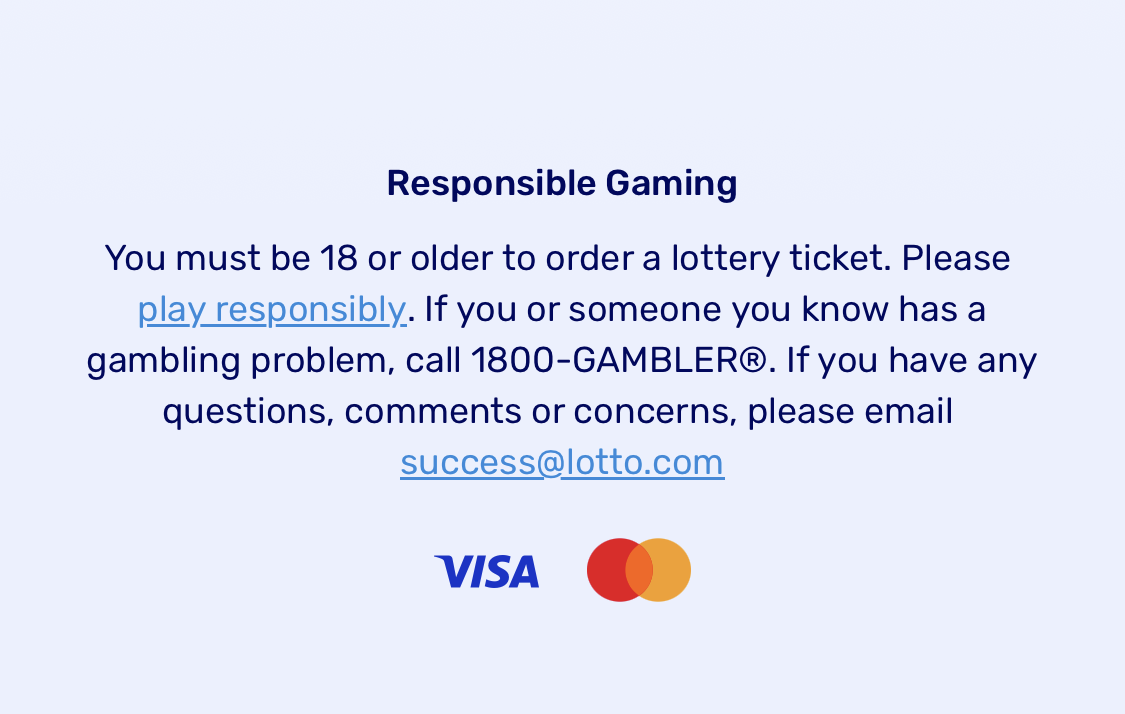 Responsible Gaming
You must be 18 or older to order a lottery ticket. Please
play responsibly. If you or someone you know has a
gambling problem, call 1800-GAMBLER®. If you have any
questions, comments or concerns, please email
success@lotto.com
VISA